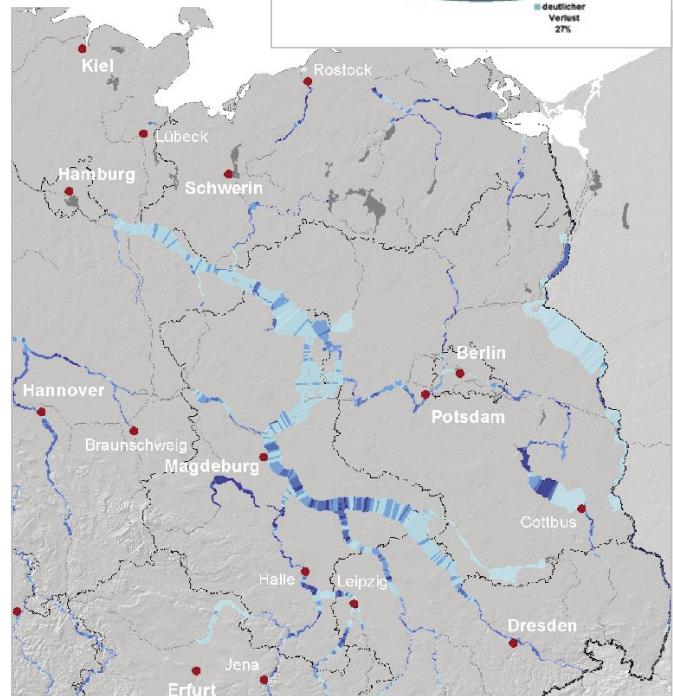 deutlicher
Verlust
27%
Kiel
Rostock
Lübeck
Hamburg
Schwerin
Berlin
Hannover
Potsdam
Braunschweig
Magdeburg
Cottbus
Halle
Leipzig
Dresden
Jena
Erfurt